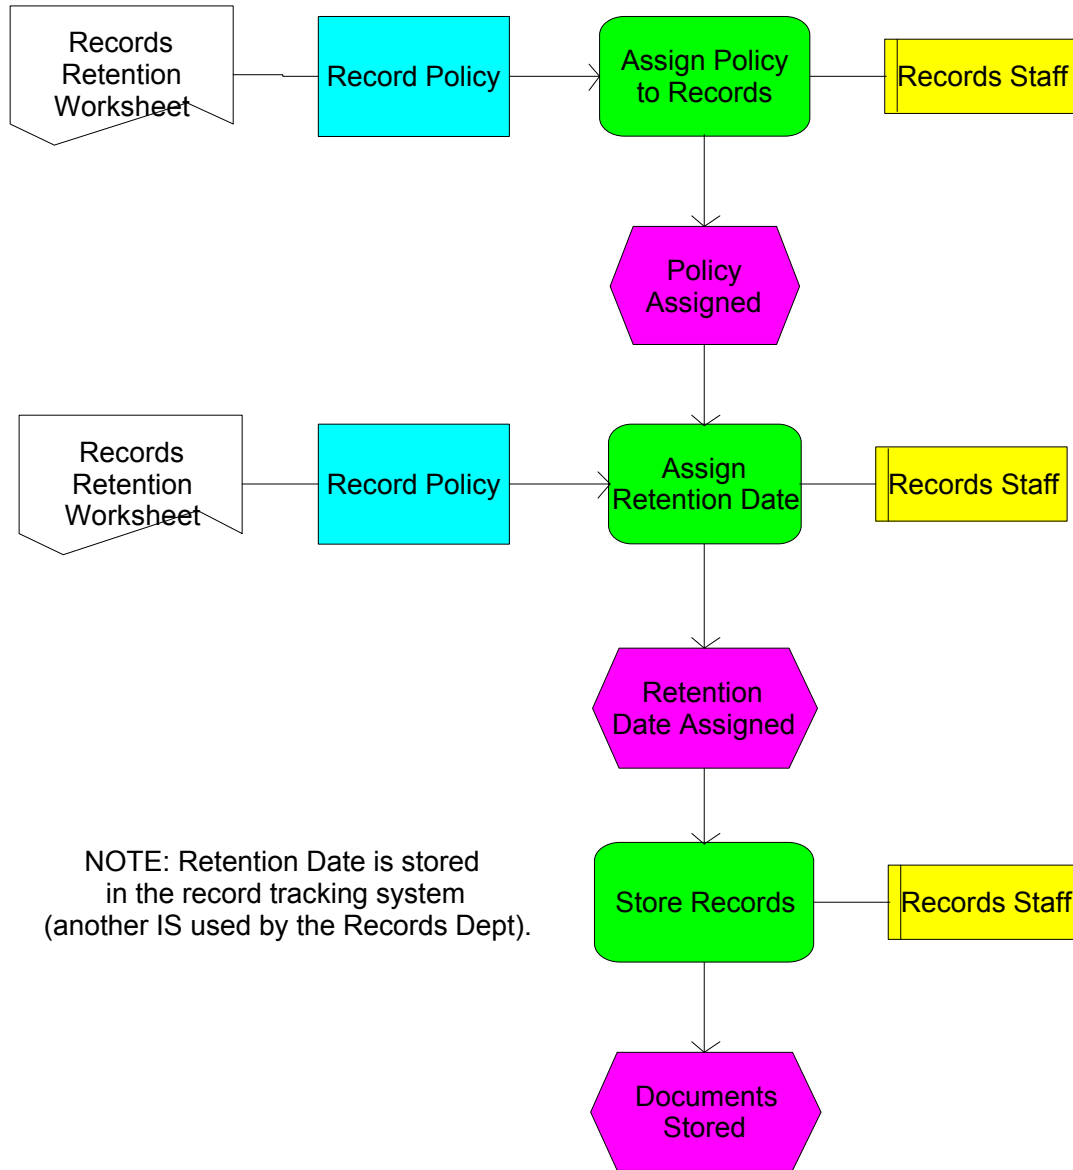 Records
Retention
Worksheet
Record Policy
Assign Policy
to Records
Records Staff
Policy
Assigned
Records
Retention
Worksheet
Record Policy
Assign
Retention Date
Records Staff
Retention
Date Assigned
NOTE: Retention Date is stored
in the record tracking system
(another IS used by the Records Dept).
Store Records
Records Staff
Documents
Stored